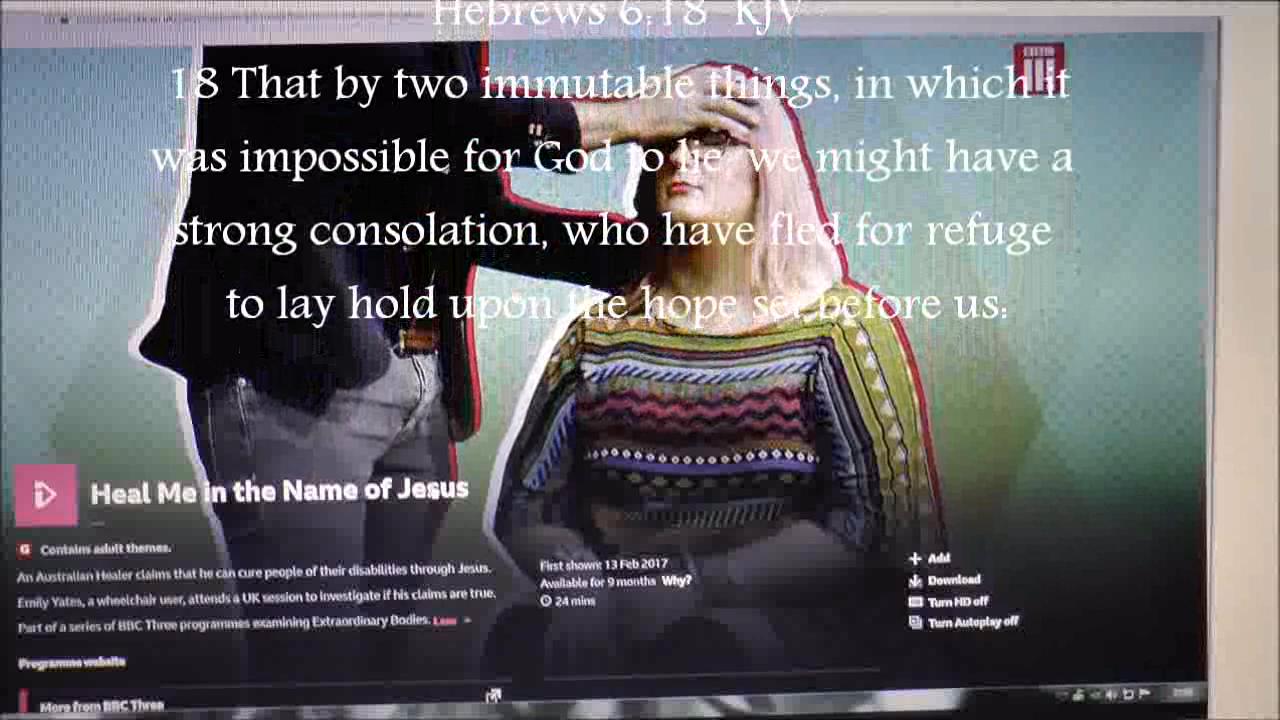 Hebrews 6:18 KJV
18 That by two immutable things, in which it
was impossible for God to lie, we might have a
strong consolation, who have fled for refuge
to lay hold upon the hope set before us:
Heal Me in the Name of Jesus
G Contains adult themes.
An Australian Healer claims that he can cure people of their disabilities through Jesus.
Emily Yates, a wheelchair user, attends a UK session to investigate if his claims are true.
Part of a series of BBC Three programmes examining Extraordinary Bodies. Less
Programme website
More from BBC Three
First shown: 13 Feb 2017
Available for 9 months Why?
24 mins
Add
Download
Turn HD off
Turn Autoplay off